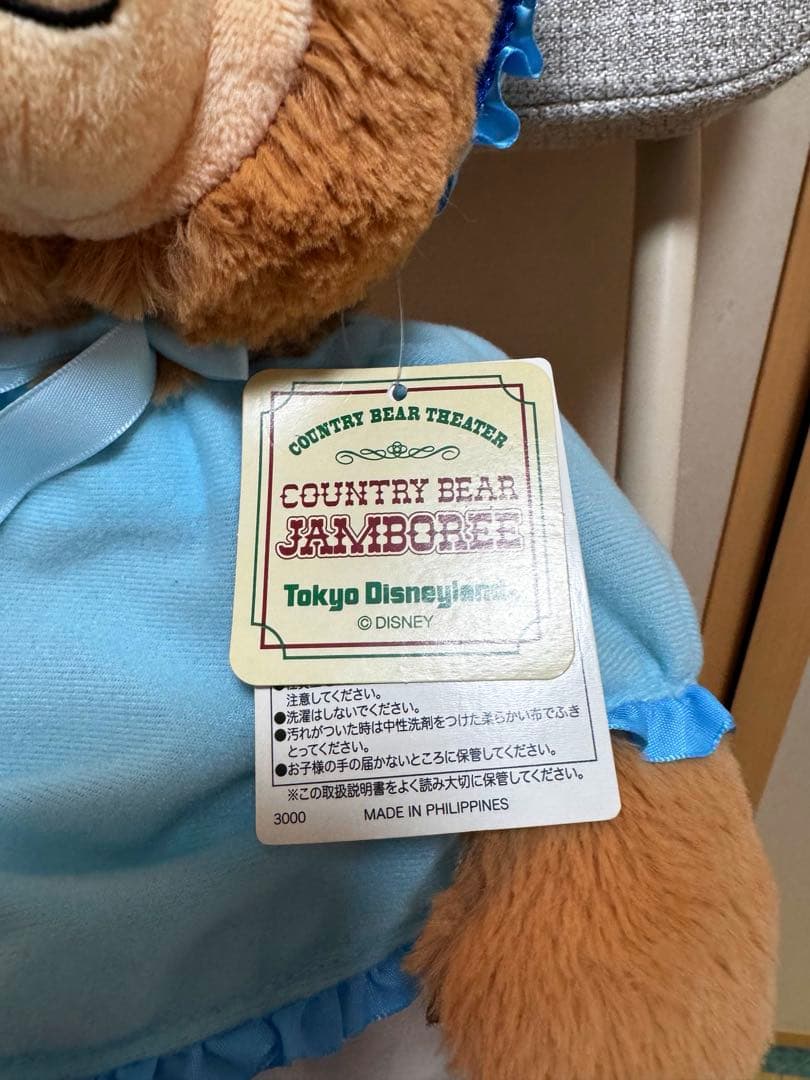 COUNTRY BEAR THEATER
COUNTRY BEAR
JAMBOREE
Tokyo Disneyland
© DISNEY
注意してください。
●洗濯はしないでください。
●汚れがついた時は中性洗剤をつけた柔らかい布でふき
とってください。
●お子様の手の届かないところに保管してください。
※この取扱説明書をよく読み大切に保管してください。
3000 MADE IN PHILIPPINES